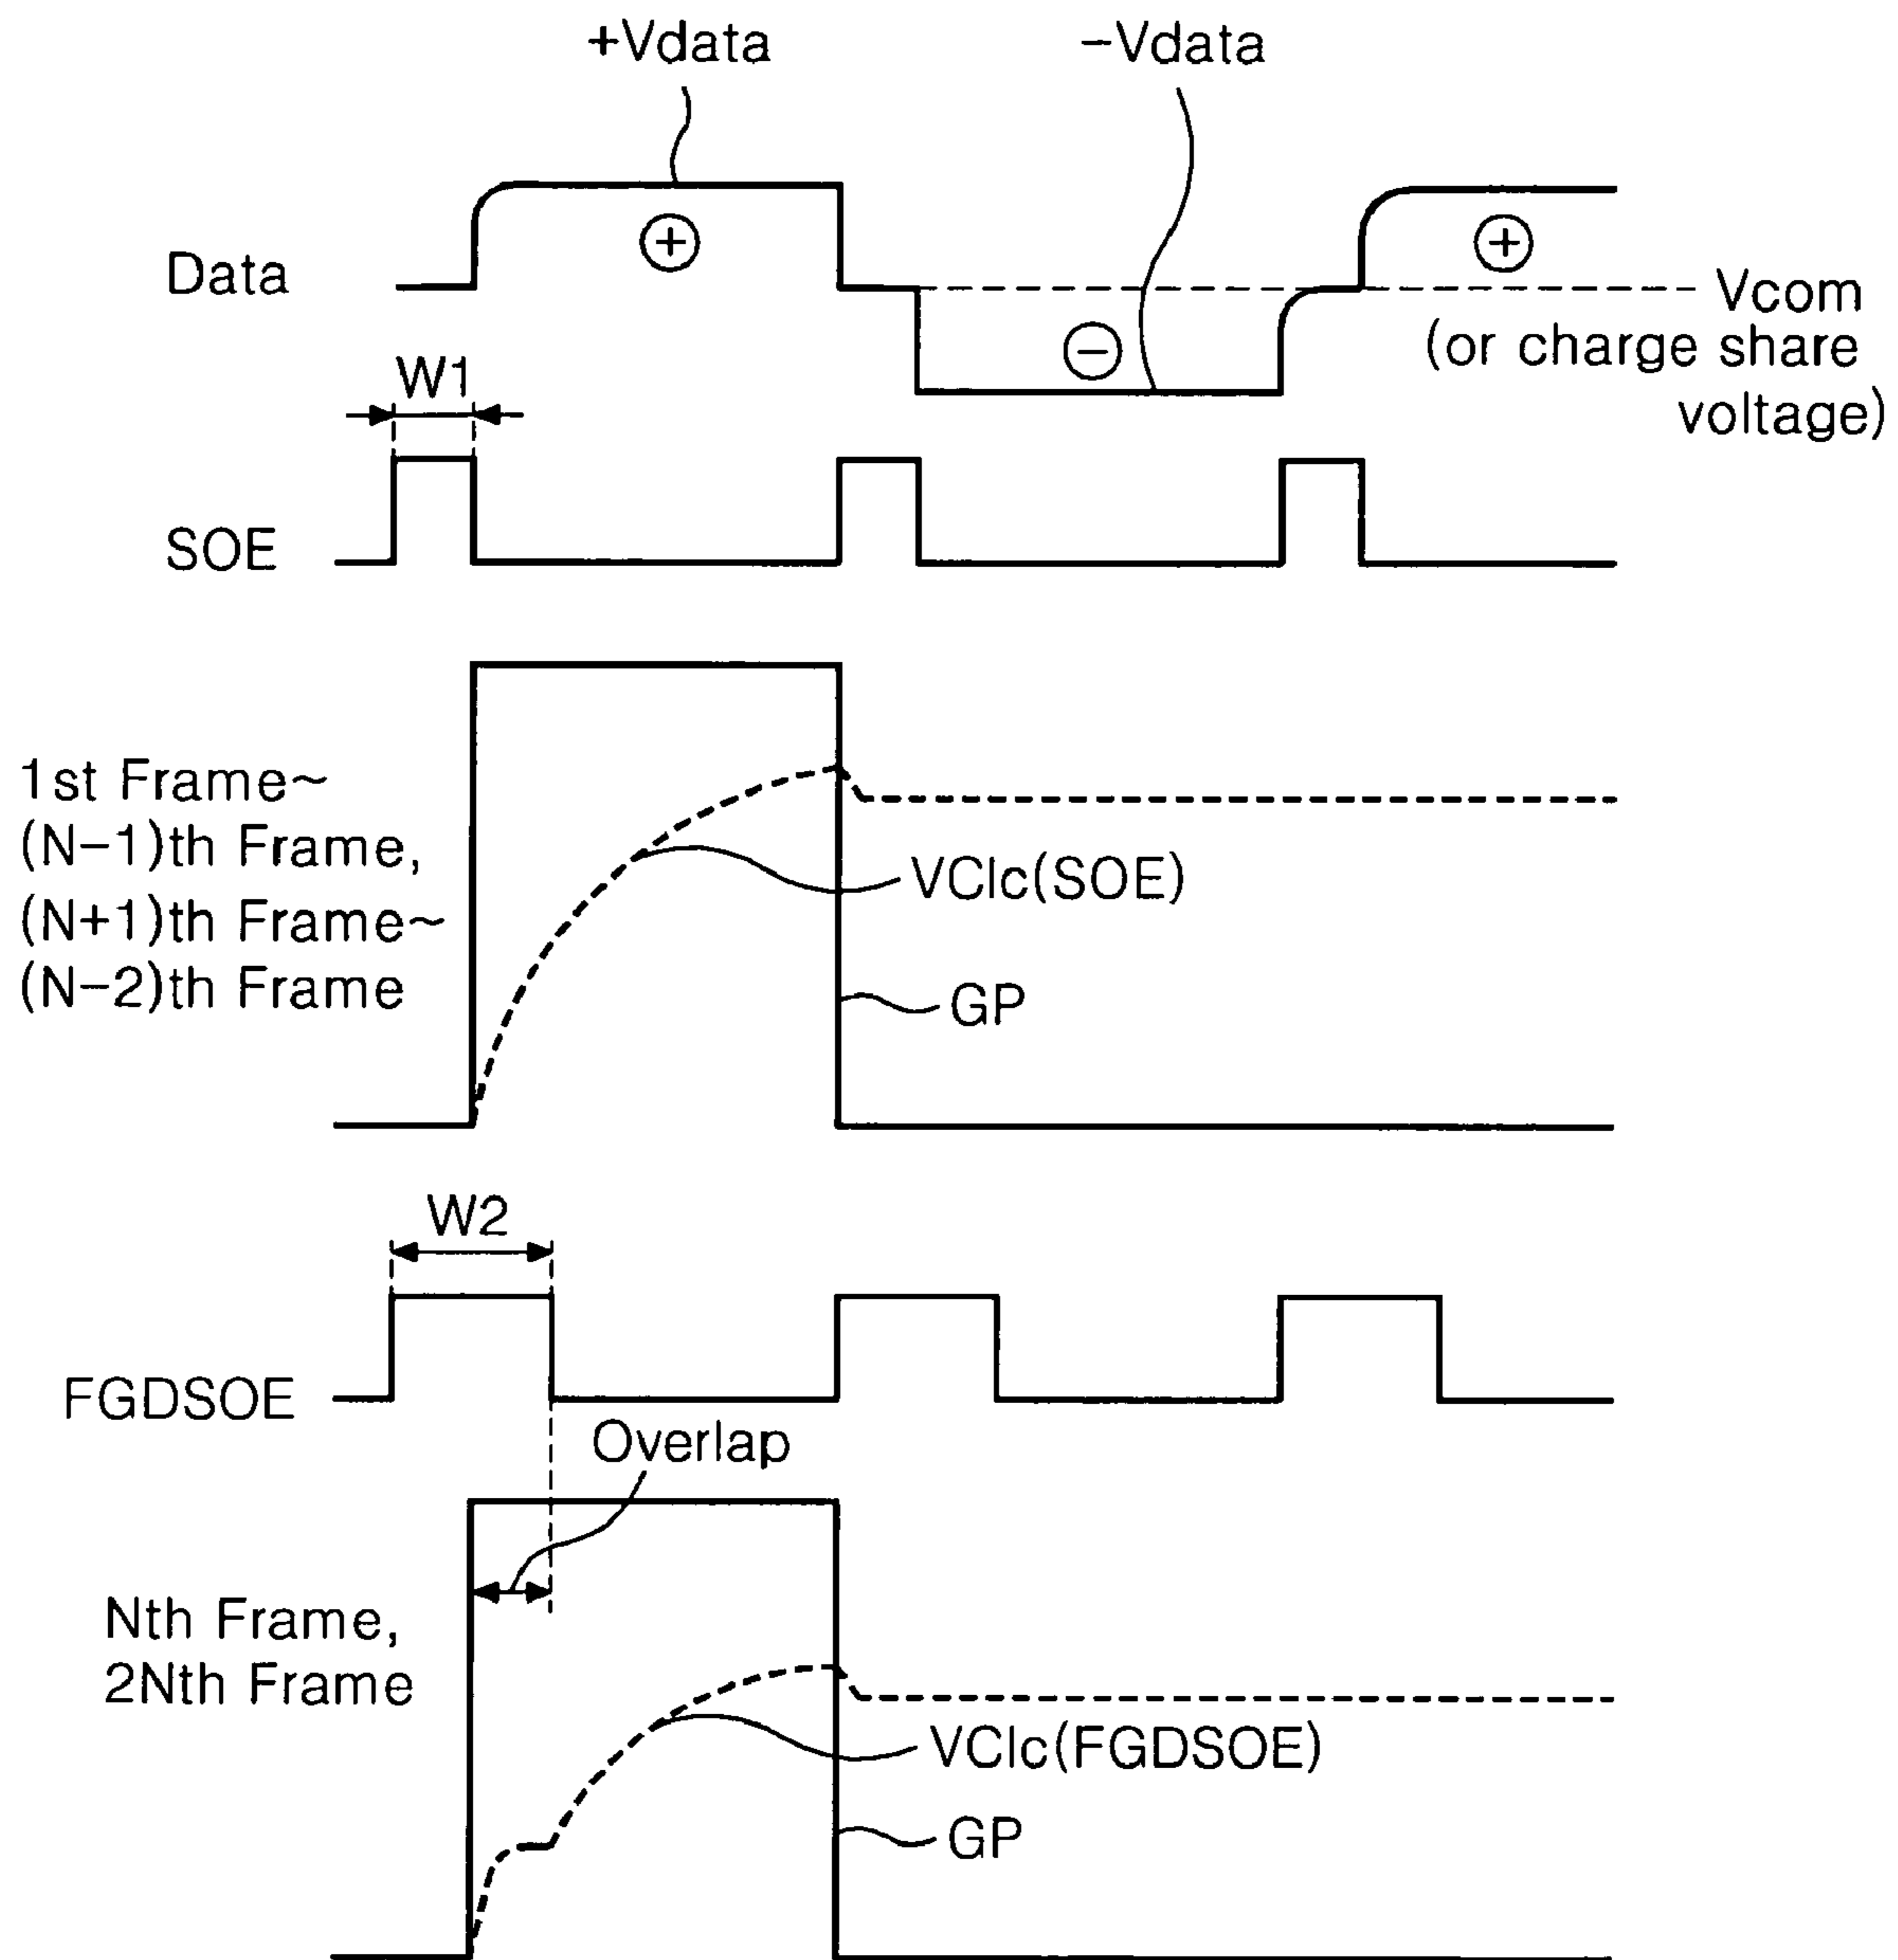 +Vdata
−Vdata
⊕
⊕
Data
Vcom
(or charge share
voltage)
⊖
W1
SOE
1st Frame~
(N−1)th Frame,
(N+1)th Frame~
(N−2)th Frame
VClc(SOE)
GP
W2
FGDSOE
Overlap
Nth Frame,
2Nth Frame
VClc(FGDSOE)
GP